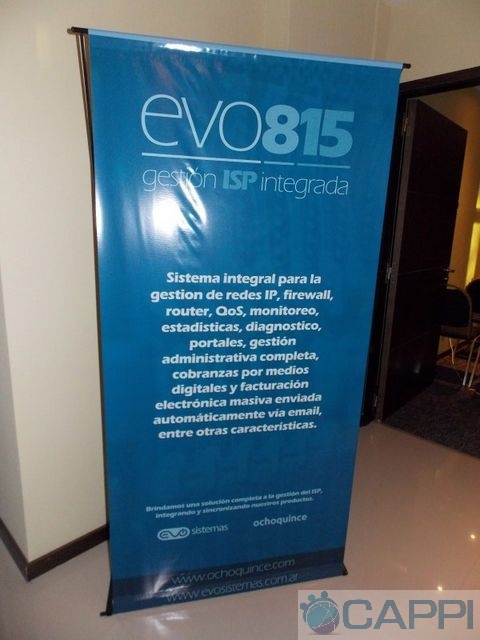 evo815
gestión ISP integrada
Sistema integral para la
gestion de redes IP, firewall,
router, QoS, monitoreo,
estadísticas, diagnostico,
portales, gestión
administrativa completa,
cobranzas por medios
digitales y facturación
electrónica masiva enviada
automáticamente vía email,
entre otras características.
Brindamos una solución completa a la gestión del ISP,
integrando y sincronizando nuestros productos.
evo sistemas ochoquince
www.ochoquince.com
www.evosistemas.com.ar
CAPPI